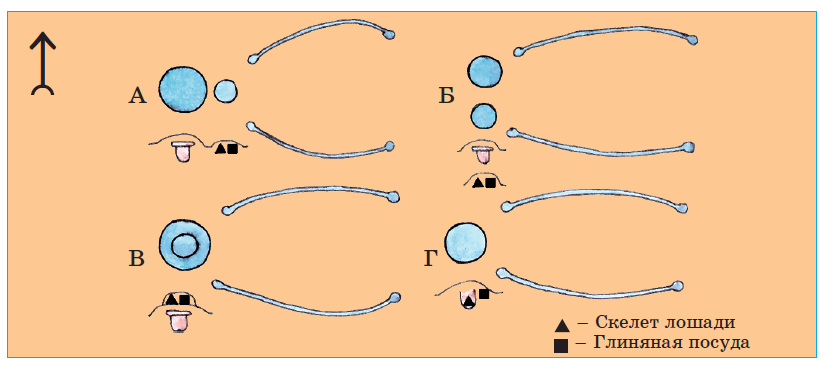 А
Б
В
Г
– Скелет лошади
– Глиняная посуда